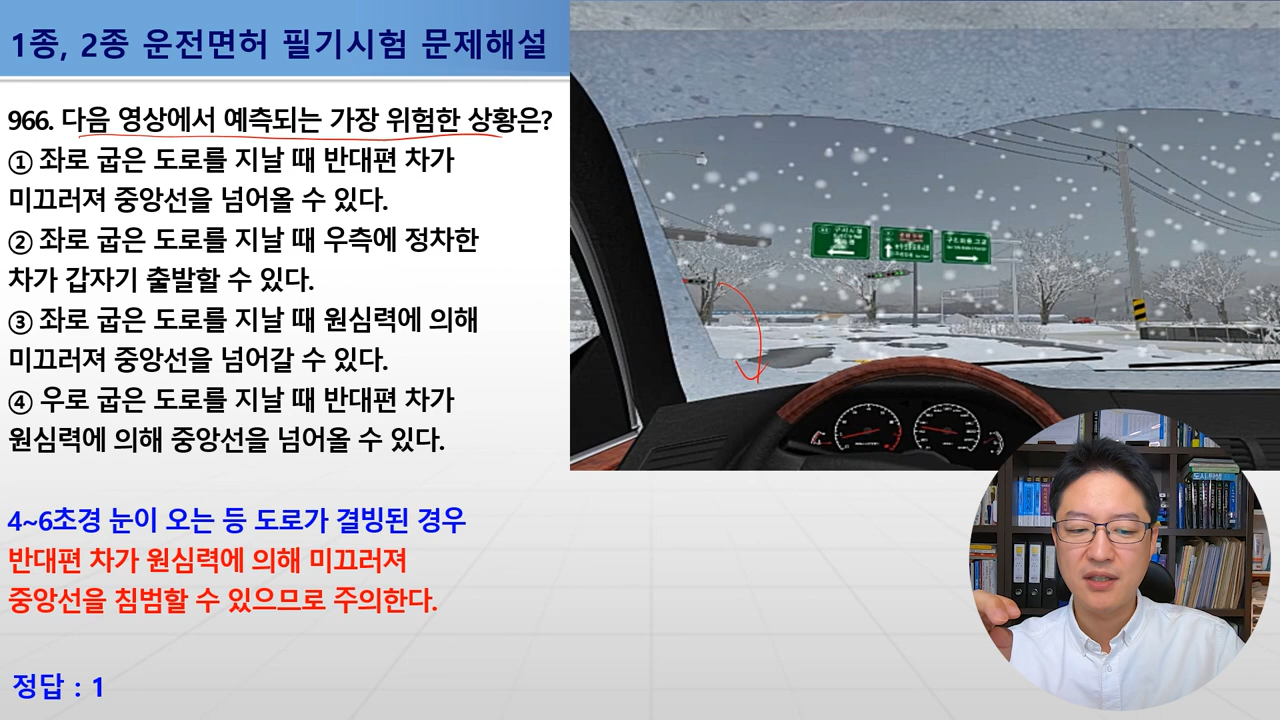 1종, 2종 운전면허 필기시험 문제해설
966. 다음 영상에서 예측되는 가장 위험한 상황은?
① 좌로 굽은 도로를 지날 때 반대편 차가
미끄러져 중앙선을 넘어올 수 있다.
② 좌로 굽은 도로를 지날 때 우측에 정차한
차가 갑자기 출발할 수 있다.
③ 좌로 굽은 도로를 지날 때 원심력에 의해
미끄러져 중앙선을 넘어갈 수 있다.
④ 우로 굽은 도로를 지날 때 반대편 차가
원심력에 의해 중앙선을 넘어올 수 있다.
4~6초경 눈이 오는 등 도로가 결빙된 경우
반대편 차가 원심력에 의해 미끄러져
중앙선을 침범할 수 있으므로 주의한다.
정답 : 1